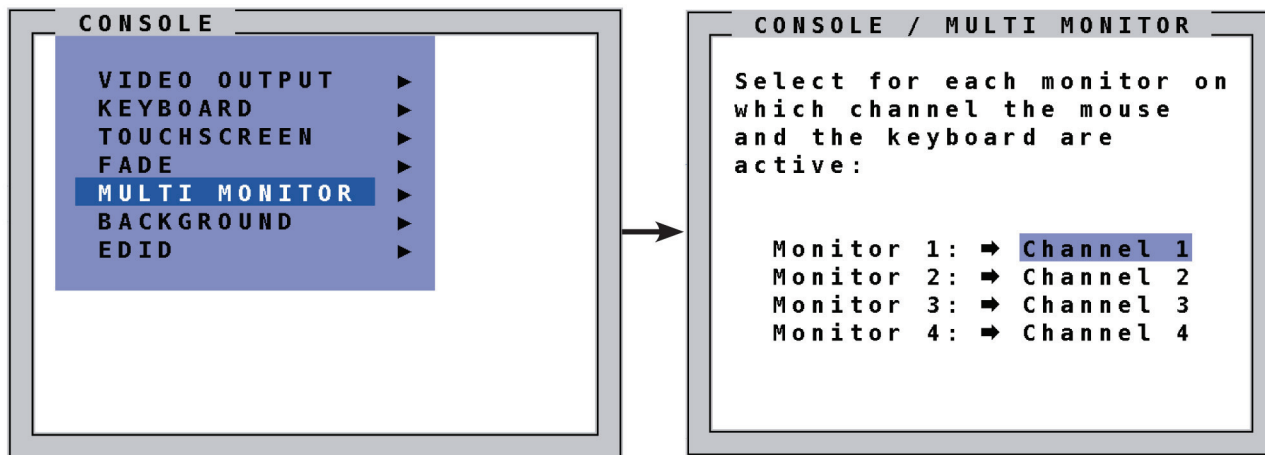 CONSOLE
VIDEO OUTPUT ►
KEYBOARD ►
TOUCHSCREEN ►
FADE ►
MULTI MONITOR ►
BACKGROUND ►
EDID ►
CONSOLE / MULTI MONITOR
Select for each monitor on
which channel the mouse
and the keyboard are
active:
Monitor 1: ➡ Channel 1
Monitor 2: ➡ Channel 2
Monitor 3: ➡ Channel 3
Monitor 4: ➡ Channel 4